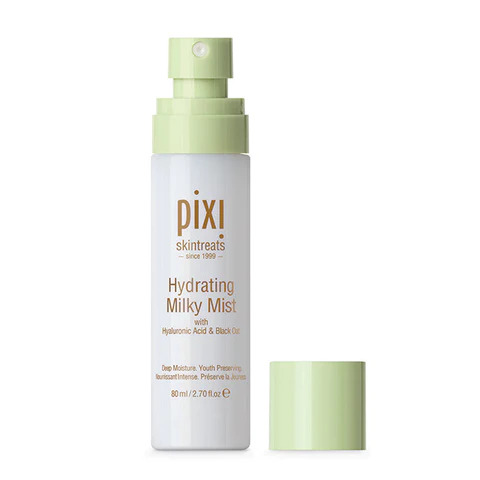 pixi
skintreats
– since 1999 –
Hydrating
Milky Mist
with
Hyaluronic Acid & Black Oat
Deep Moisture. Youth Preserving.
Nourrissant Intense. Préserve la Jeunesse
80 ml / 2.70 fl.oz ℮